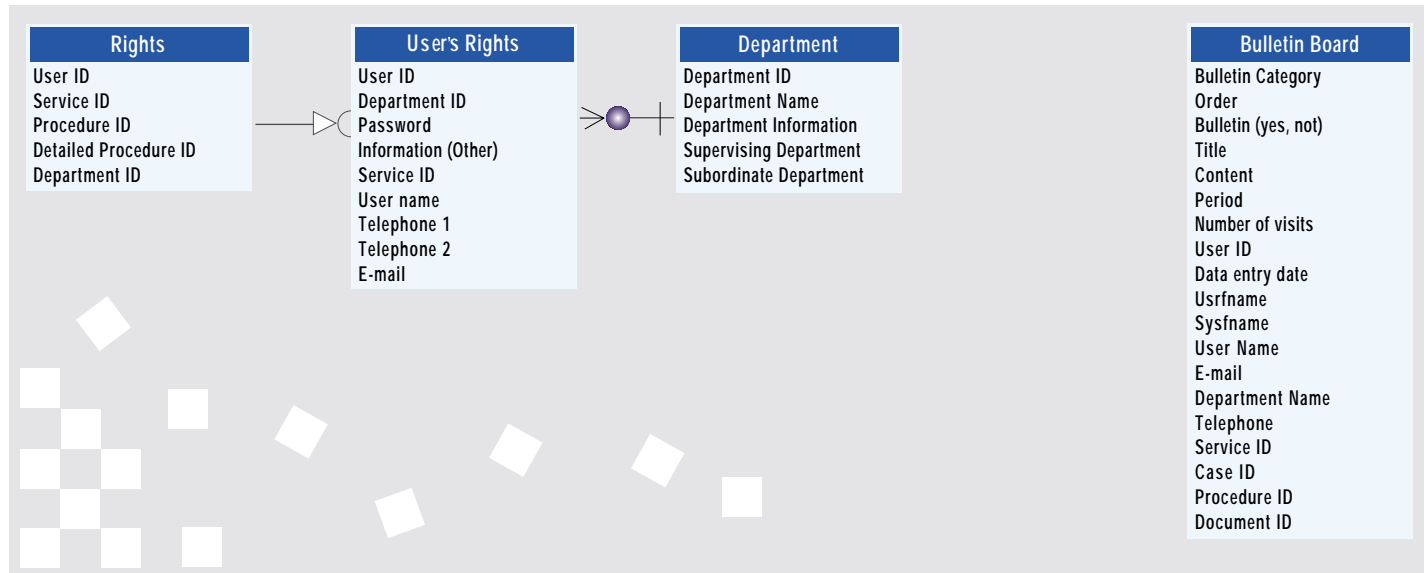 Rights
User ID
Service ID
Procedure ID
Detailed Procedure ID
Department ID
User's Rights
User ID
Department ID
Password
Information (Other)
Service ID
User name
Telephone 1
Telephone 2
E-mail
Department
Department ID
Department Name
Department Information
Supervising Department
Subordinate Department
Bulletin Board
Bulletin Category
Order
Bulletin (yes, not)
Title
Content
Period
Number of visits
User ID
Data entry date
Usrfname
Sysfname
User Name
E-mail
Department Name
Telephone
Service ID
Case ID
Procedure ID
Document ID